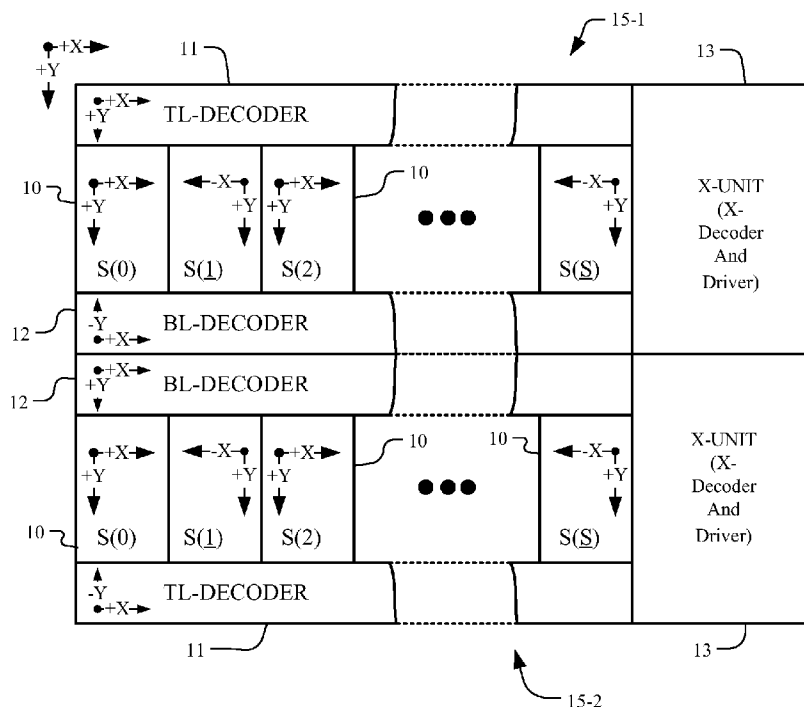 15-1
11
13
+X
+Y
+X
+Y
TL-DECODER
10
+X
+Y
S(0)
-X
+Y
S(1)
+X
+Y
S(2)
10
●●●
-X
+Y
S(S)
X-UNIT
(X-
Decoder
And
Driver)
12
-Y
+X
BL-DECODER
12
+X
+Y
BL-DECODER
10
+X
+Y
S(0)
-X
+Y
S(1)
+X
+Y
S(2)
10
●●●
10
-X
+Y
S(S)
X-UNIT
(X-
Decoder
And
Driver)
-Y
+X
TL-DECODER
11
13
15-2